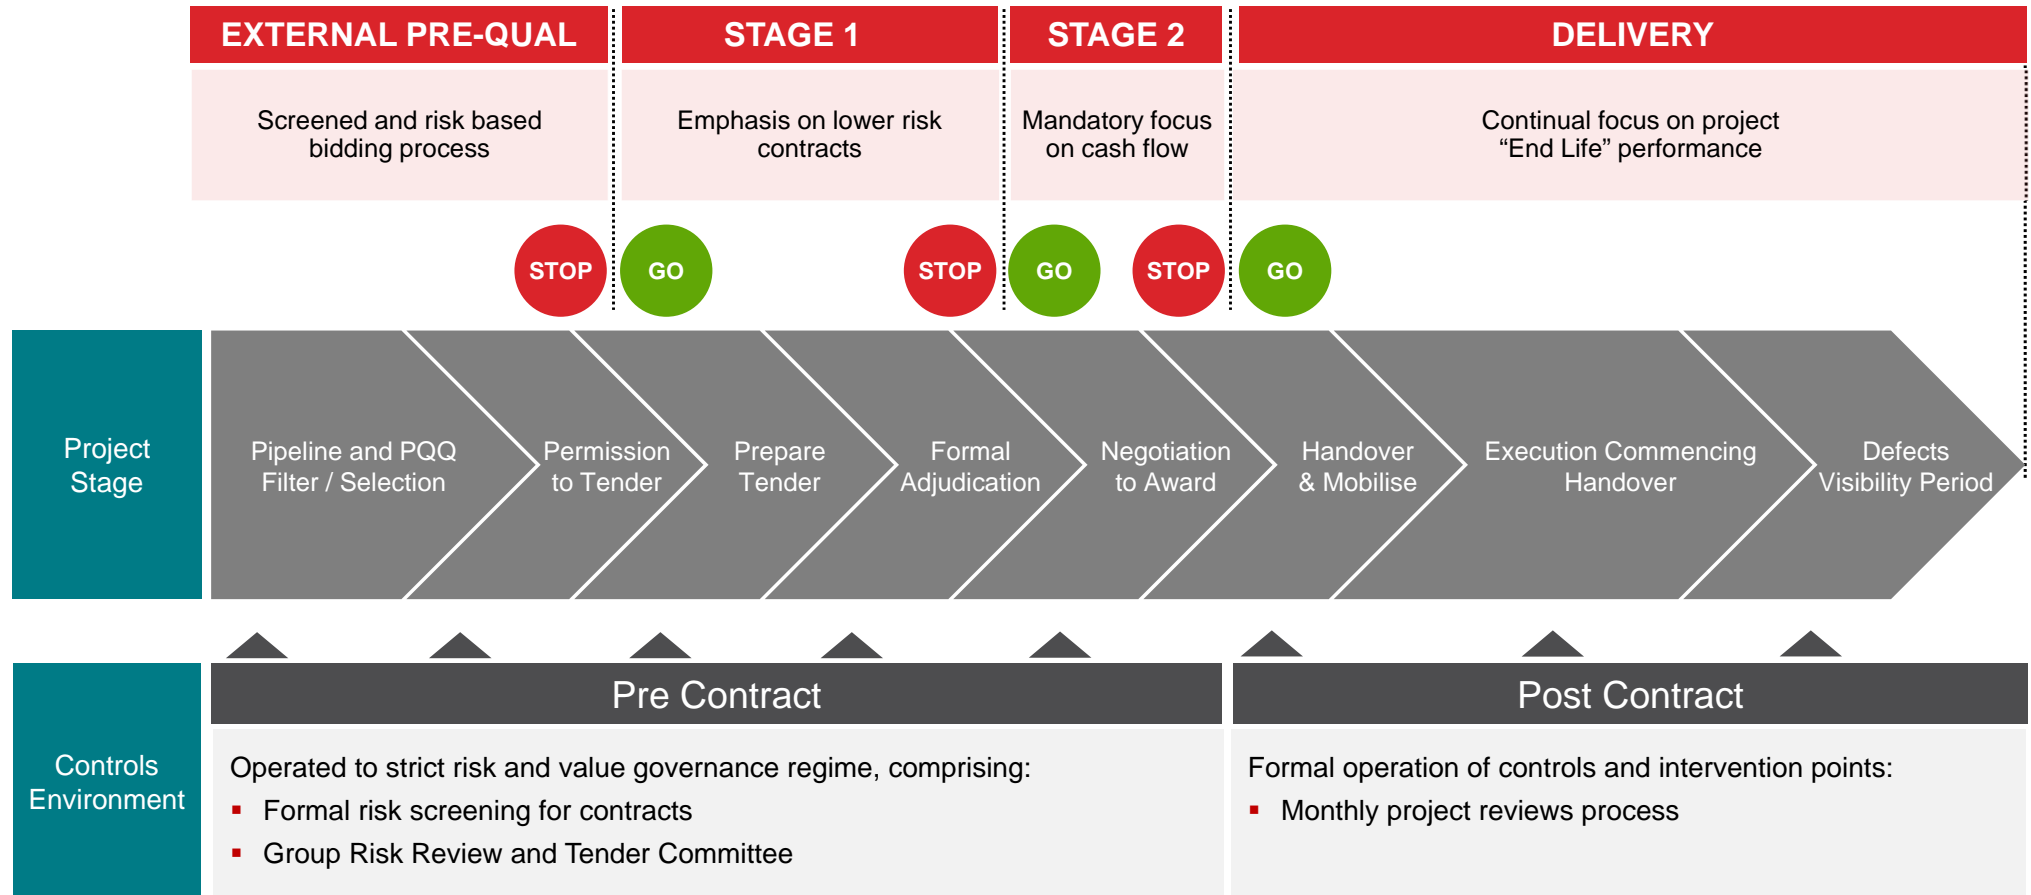 EXTERNAL PRE-QUAL
STAGE 1
STAGE 2
DELIVERY
Screened and risk based
bidding process
Emphasis on lower risk
contracts
Mandatory focus
on cash flow
Continual focus on project
“End Life” performance
STOP
GO
STOP
GO
STOP
GO
Project
Stage
Pipeline and PQQ
Filter / Selection
Permission
to Tender
Prepare
Tender
Formal
Adjudication
Negotiation
to Award
Handover
& Mobilise
Execution Commencing
Handover
Defects
Visibility Period
Controls
Environment
Pre Contract
Operated to strict risk and value governance regime, comprising:
▪ Formal risk screening for contracts
▪ Group Risk Review and Tender Committee
Post Contract
Formal operation of controls and intervention points:
▪ Monthly project reviews process